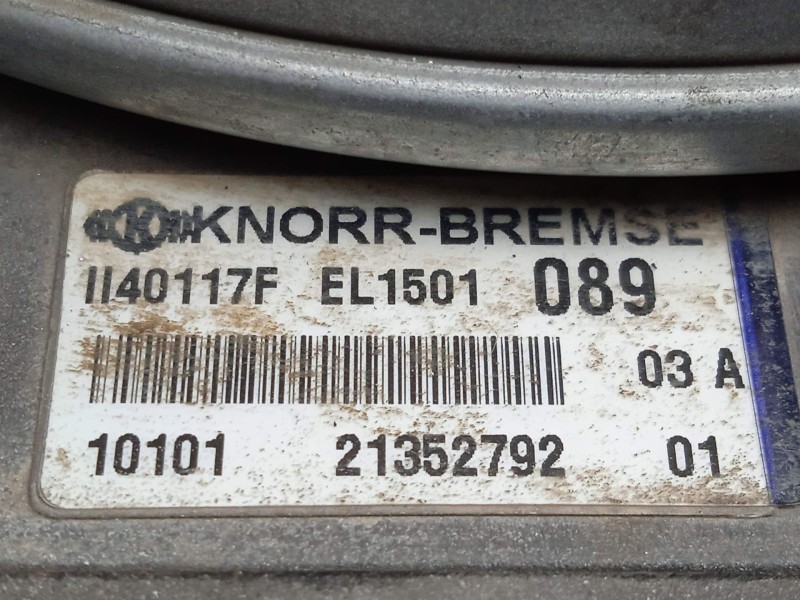 KNORR-BREMSE
II40117F EL1501 089
03 A
10101 21352792 01